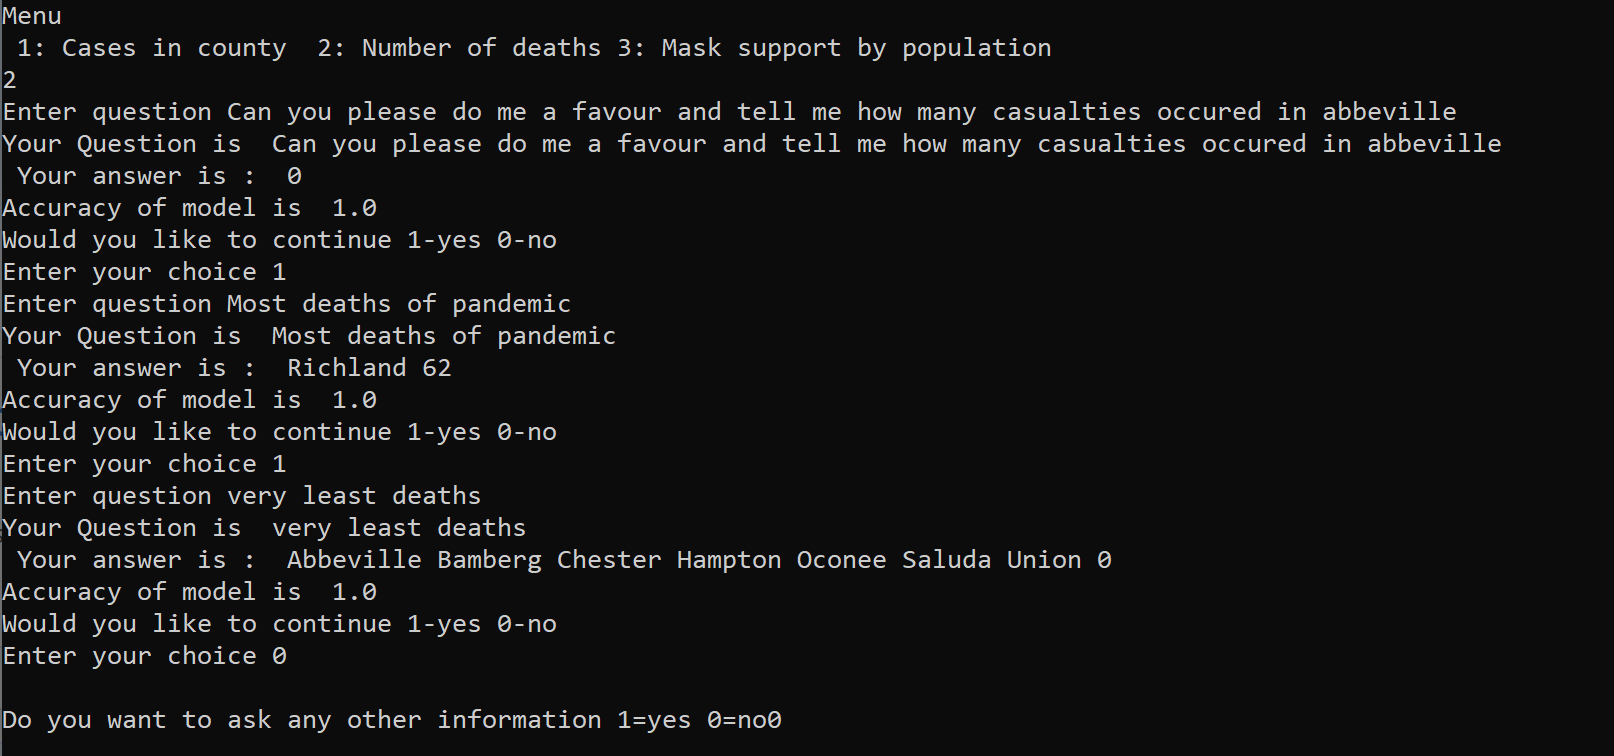 Menu
 1: Cases in county  2: Number of deaths 3: Mask support by population
2
Enter question Can you please do me a favour and tell me how many casualties occured in abbeville
Your Question is  Can you please do me a favour and tell me how many casualties occured in abbeville
 Your answer is :  0
Accuracy of model is  1.0
Would you like to continue 1-yes 0-no
Enter your choice 1
Enter question Most deaths of pandemic
Your Question is  Most deaths of pandemic
 Your answer is :  Richland 62
Accuracy of model is  1.0
Would you like to continue 1-yes 0-no
Enter your choice 1
Enter question very least deaths
Your Question is  very least deaths
 Your answer is :  Abbeville Bamberg Chester Hampton Oconee Saluda Union 0
Accuracy of model is  1.0
Would you like to continue 1-yes 0-no
Enter your choice 0

Do you want to ask any other information 1=yes 0=no0